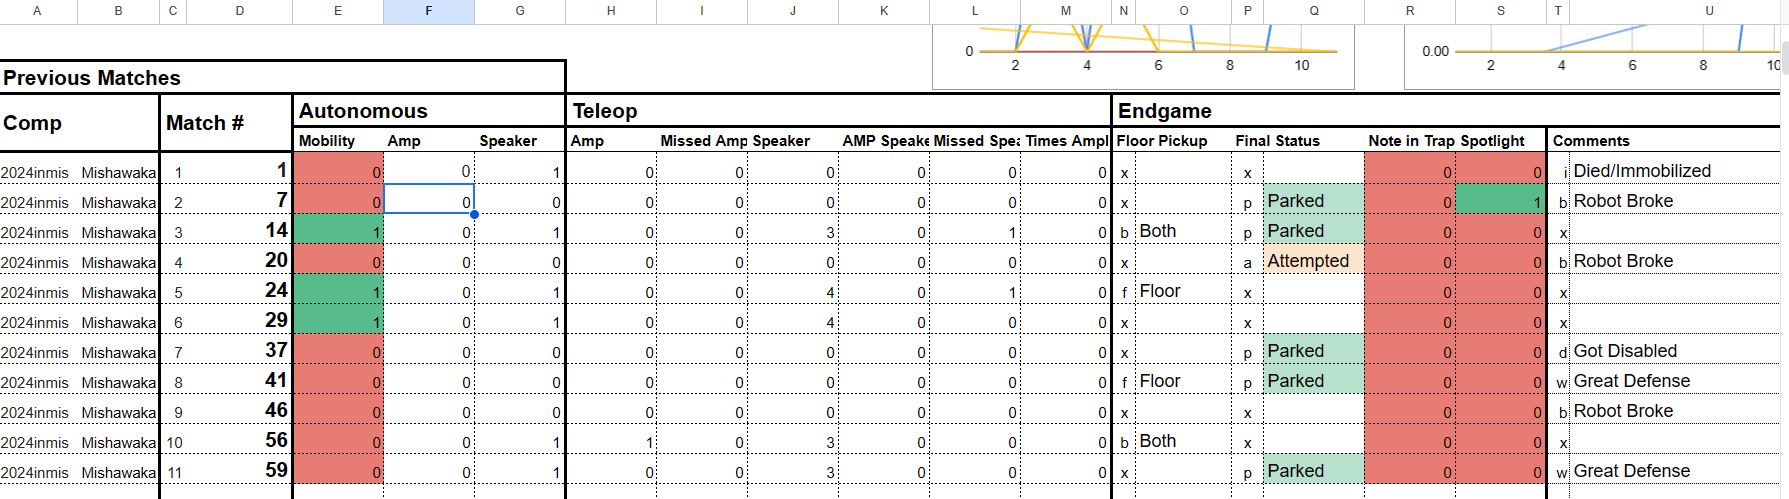 A B C D E F G H I J K L M N O P Q R S T U
0 2 4 6 8 10
0.00 2 4 6 8 10
Previous Matches
Comp Match # Autonomous Teleop Endgame
Mobility Amp Speaker Amp Missed Amp Speaker AMP Speake Missed Spea Times Ampl Floor Pickup Final Status Note in Trap Spotlight Comments
2024inmis Mishawaka 1 1 0 0 1 0 0 0 0 0 0 x x 0 0 i Died/Immobilized
2024inmis Mishawaka 2 7 0 0 0 0 0 0 0 0 0 x p Parked 0 1 b Robot Broke
2024inmis Mishawaka 3 14 1 0 1 0 0 3 0 1 0 b Both p Parked 0 0 x
2024inmis Mishawaka 4 20 0 0 0 0 0 0 0 0 0 x a Attempted 0 0 b Robot Broke
2024inmis Mishawaka 5 24 1 0 1 0 0 4 0 1 0 f Floor x 0 0 x
2024inmis Mishawaka 6 29 1 0 1 0 0 4 0 0 0 x x 0 0 x
2024inmis Mishawaka 7 37 0 0 0 0 0 0 0 0 0 x p Parked 0 0 d Got Disabled
2024inmis Mishawaka 8 41 0 0 0 0 0 0 0 0 0 f Floor p Parked 0 0 w Great Defense
2024inmis Mishawaka 9 46 0 0 0 0 0 0 0 0 0 x x 0 0 b Robot Broke
2024inmis Mishawaka 10 56 0 0 1 1 0 3 0 0 0 b Both x 0 0 x
2024inmis Mishawaka 11 59 0 0 1 0 0 3 0 0 0 x p Parked 0 0 w Great Defense